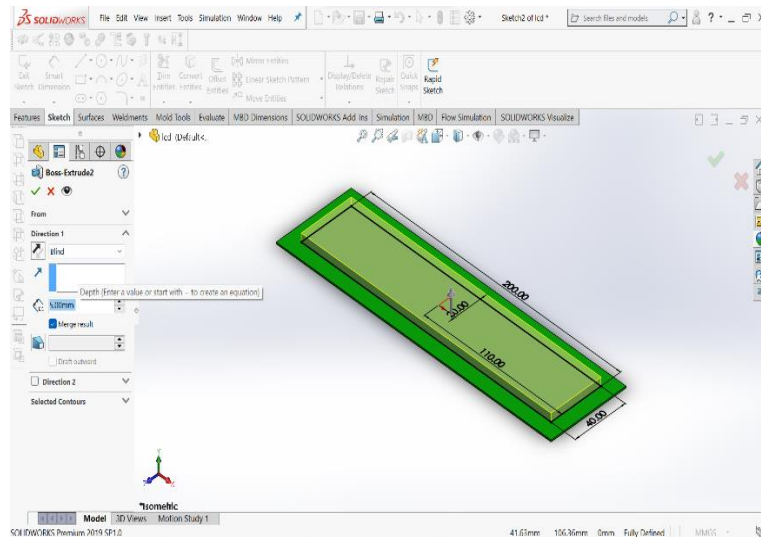 SOLIDWORKS File Edit View Insert Tools Simulation Window Help Sketch2 of lcd * Search files and models
Exit Sketch Smart Dimension Trim Entities Convert Entities Offset Entities Mirror Entities Linear Sketch Pattern Move Entities Display/Delete Relations Repair Sketch Quick Snaps Rapid Sketch
Features Sketch Surfaces Weldments Mold Tools Evaluate MBD Dimensions SOLIDWORKS Add Ins Simulation MBD Flow Simulation SOLIDWORKS Visualize
lcd (Default<.
Boss-Extrude2
From
Direction 1
Blind
Depth (Enter a value or start with = to create an equation)
5.00mm
Merge result
Draft outward
Direction 2
Selected Contours
200.00
110.00
40.00
*Isometric
Model 3D Views Motion Study 1
SOLIDWORKS Premium 2019 SP1.0 41.63mm 106.36mm 0mm Fully Defined MMGS